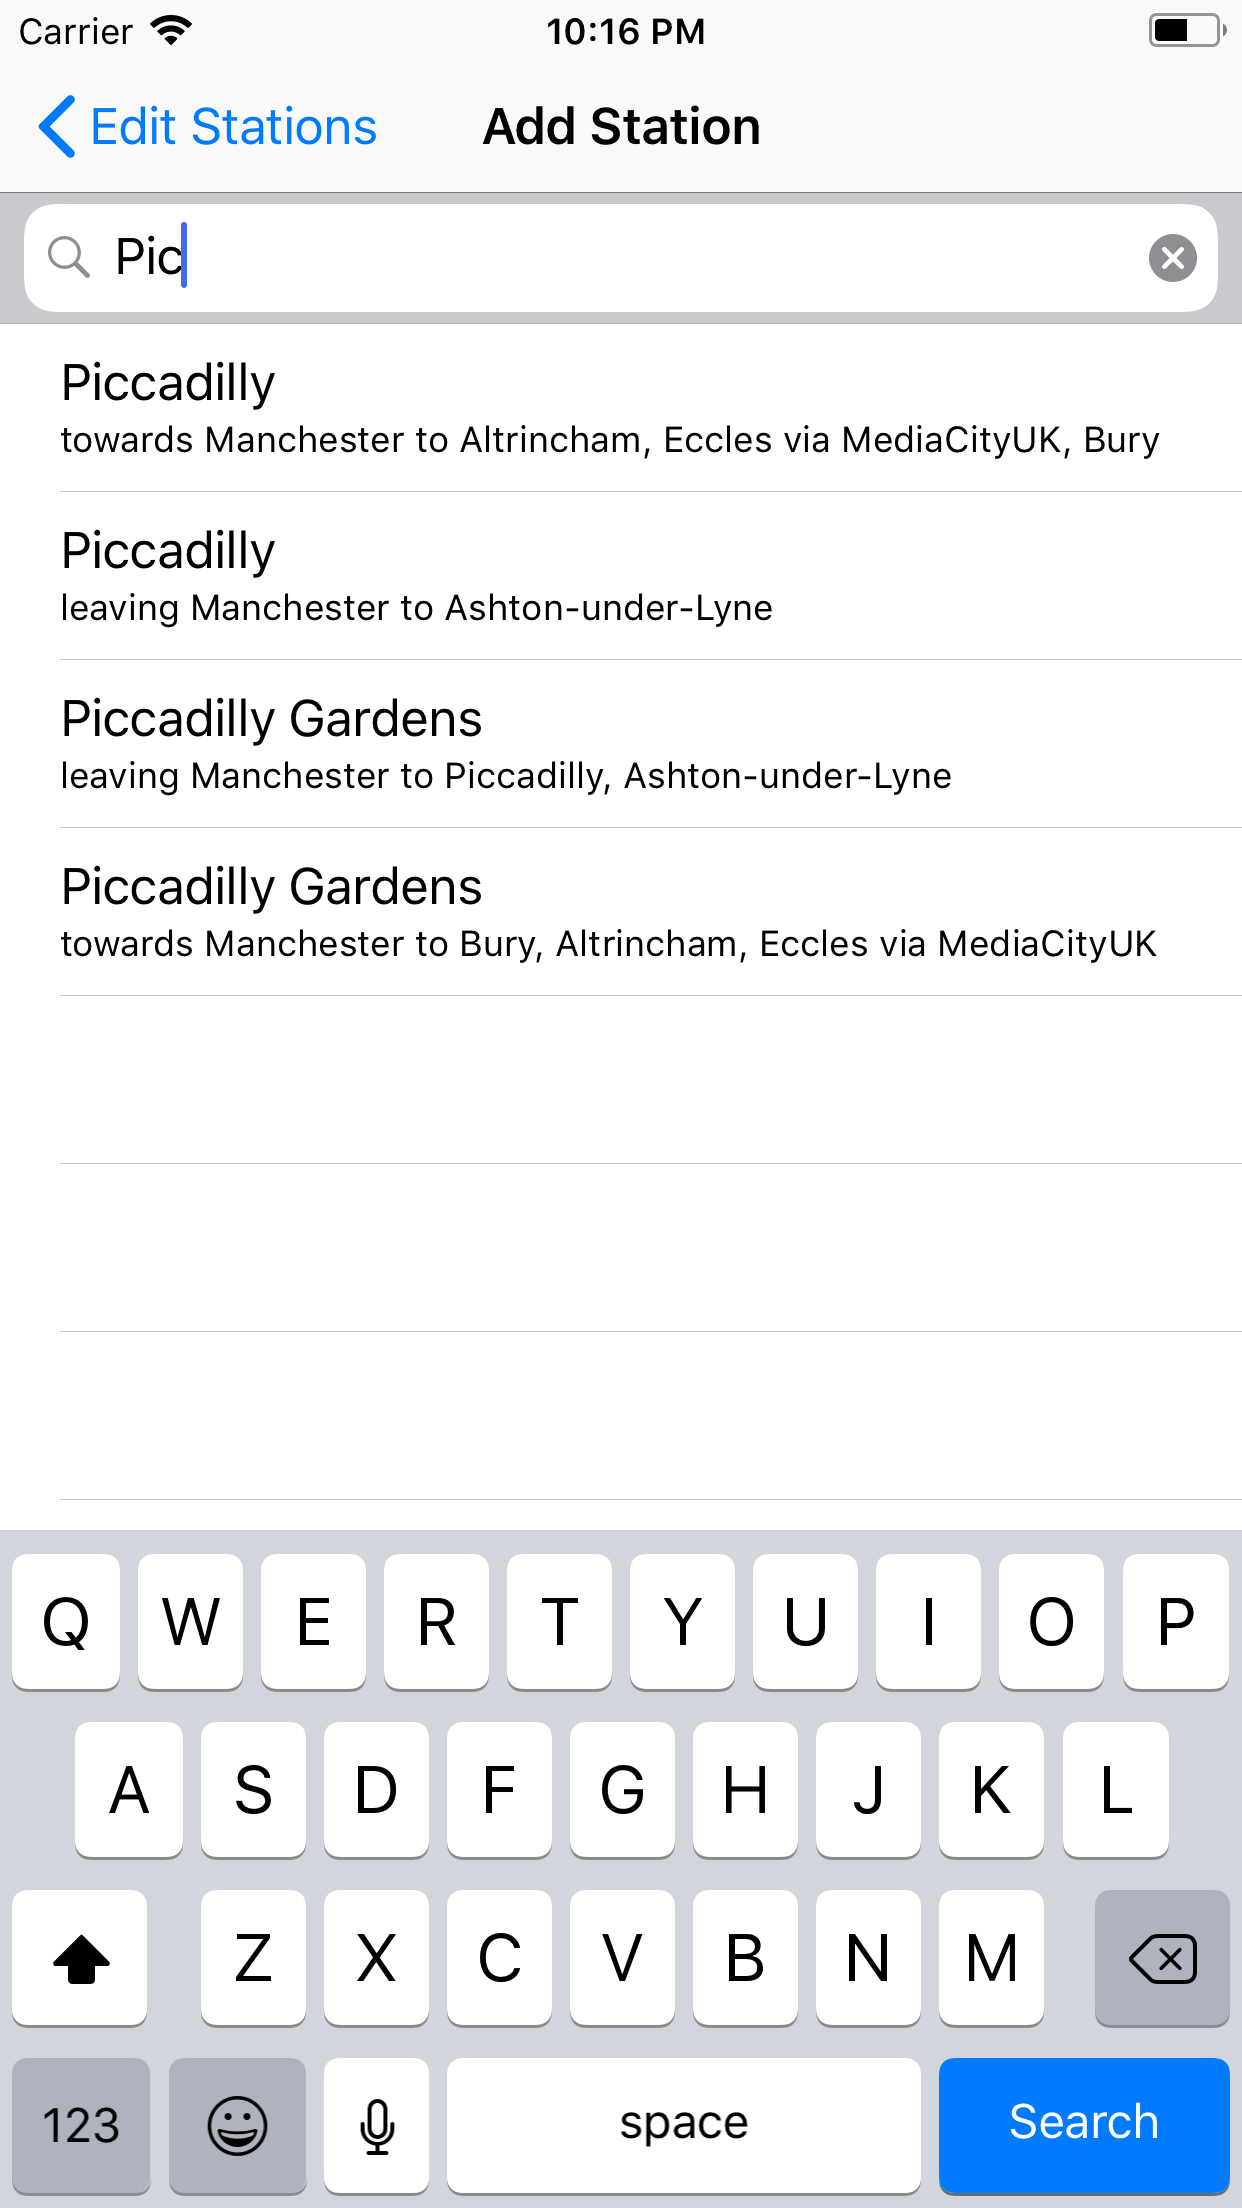 Carrier 10:16 PM
Edit Stations Add Station
Pic
Piccadilly
towards Manchester to Altrincham, Eccles via MediaCityUK, Bury
Piccadilly
leaving Manchester to Ashton-under-Lyne
Piccadilly Gardens
leaving Manchester to Piccadilly, Ashton-under-Lyne
Piccadilly Gardens
towards Manchester to Bury, Altrincham, Eccles via MediaCityUK
Q W E R T Y U I O P
A S D F G H J K L
Z X C V B N M
123 space Search